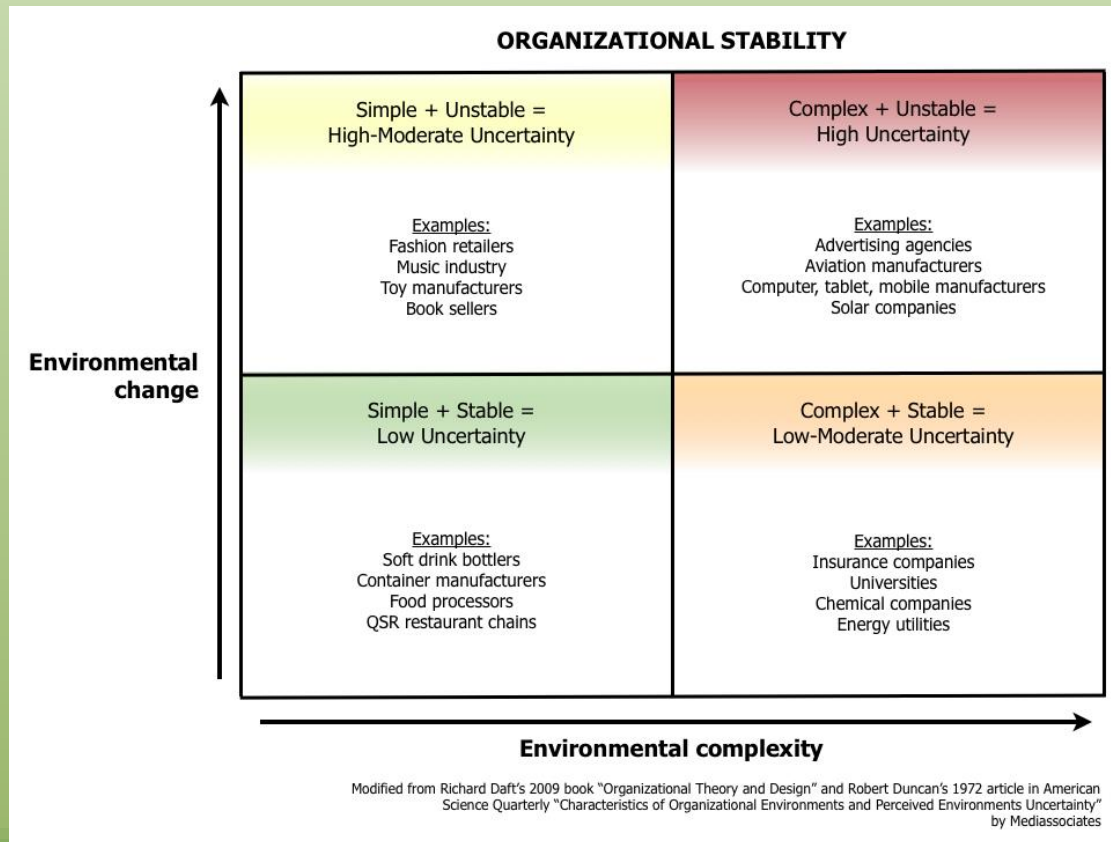 ORGANIZATIONAL STABILITY
Simple + Unstable =
High-Moderate Uncertainty
Examples:
Fashion retailers
Music industry
Toy manufacturers
Book sellers
Complex + Unstable =
High Uncertainty
Examples:
Advertising agencies
Aviation manufacturers
Computer, tablet, mobile manufacturers
Solar companies
Environmental
change
Simple + Stable =
Low Uncertainty
Examples:
Soft drink bottlers
Container manufacturers
Food processors
QSR restaurant chains
Complex + Stable =
Low-Moderate Uncertainty
Examples:
Insurance companies
Universities
Chemical companies
Energy utilities
Environmental complexity
Modified from Richard Daft's 2009 book "Organizational Theory and Design" and Robert Duncan's 1972 article in American
Science Quarterly "Characteristics of Organizational Environments and Perceived Environments Uncertainty"
by Mediassociates